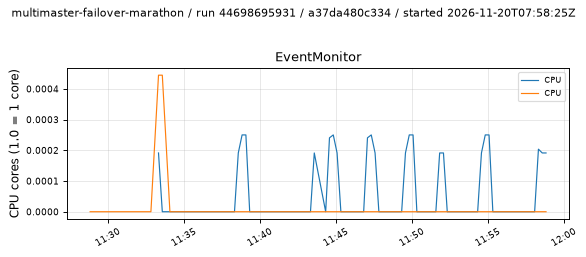 multimaster-failover-marathon / run 44698695931 / a37da480c334 / started 2026-11-20T07:58:25Z
EventMonitor
CPU cores (1.0 = 1 core)
0.0004
0.0003
0.0002
0.0001
0.0000
CPU
CPU
11:30
11:35
11:40
11:45
11:50
11:55
12:00